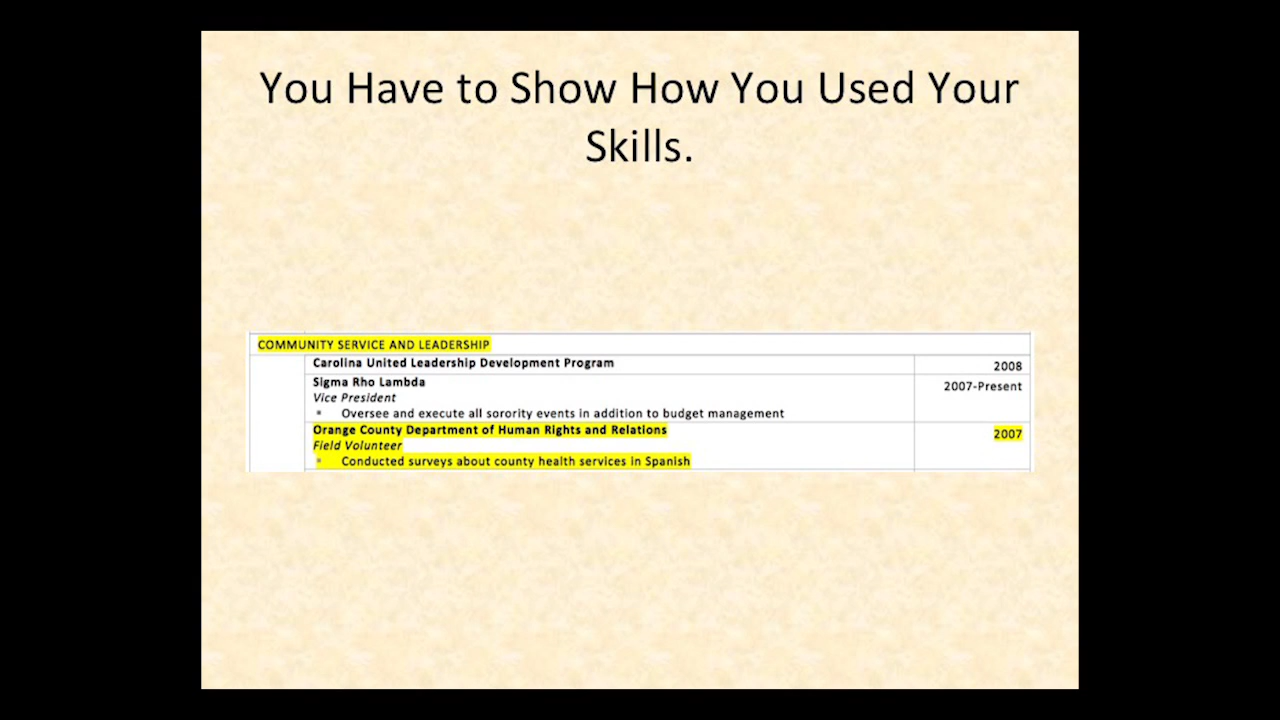 You Have to Show How You Used Your
Skills.
COMMUNITY SERVICE AND LEADERSHIP
Carolina United Leadership Development Program 2008
Sigma Rho Lambda 2007-Present
Vice President
▪ Oversee and execute all sorority events in addition to budget management
Orange County Department of Human Rights and Relations 2007
Field Volunteer
▪ Conducted surveys about county health services in Spanish